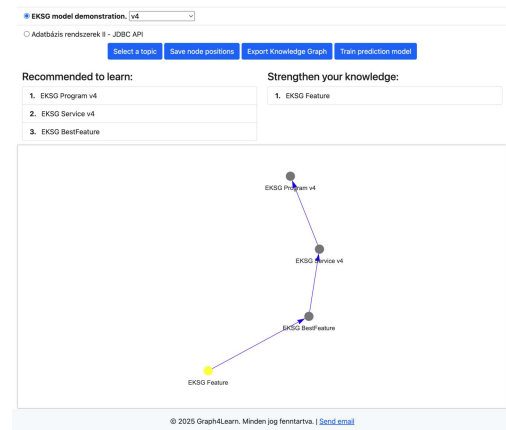 EKSG model demonstration. v4
Adatbázis rendszerek II - JDBC API
Select a topic Save node positions Export Knowledge Graph Train prediction model
Recommended to learn:
1. EKSG Program v4
2. EKSG Service v4
3. EKSG BestFeature
Strengthen your knowledge:
1. EKSG Feature
EKSG Program v4
EKSG Service v4
EKSG BestFeature
EKSG Feature
© 2025 Graph4Learn. Minden jog fenntartva. | Send email